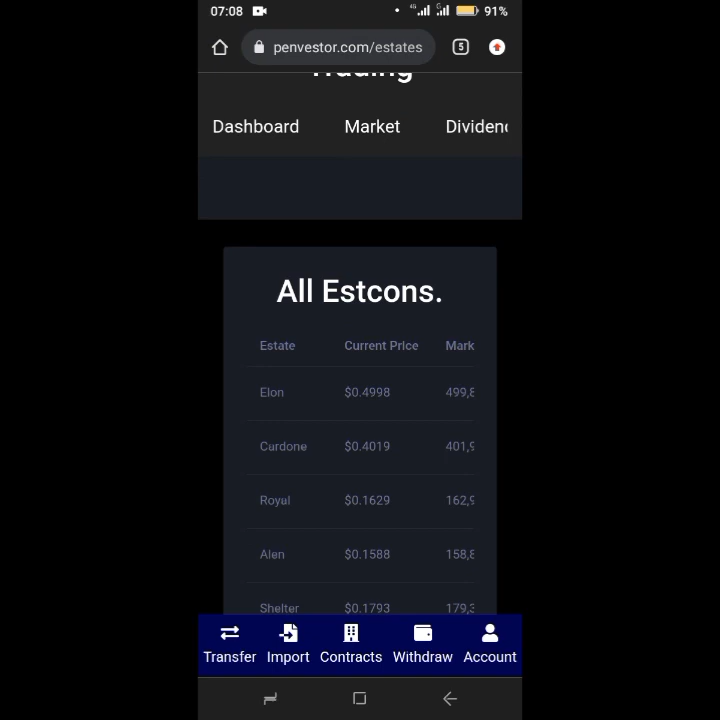 07:08 4G G 91%
penvestor.com/estates 5
Trading
Dashboard Market Dividend
All Estcons.
Estate Current Price Mark
Elon $0.4998 499,8
Cardone $0.4019 401,9
Royal $0.1629 162,9
Alen $0.1588 158,8
Shelter $0.1793 179,3
Transfer Import Contracts Withdraw Account